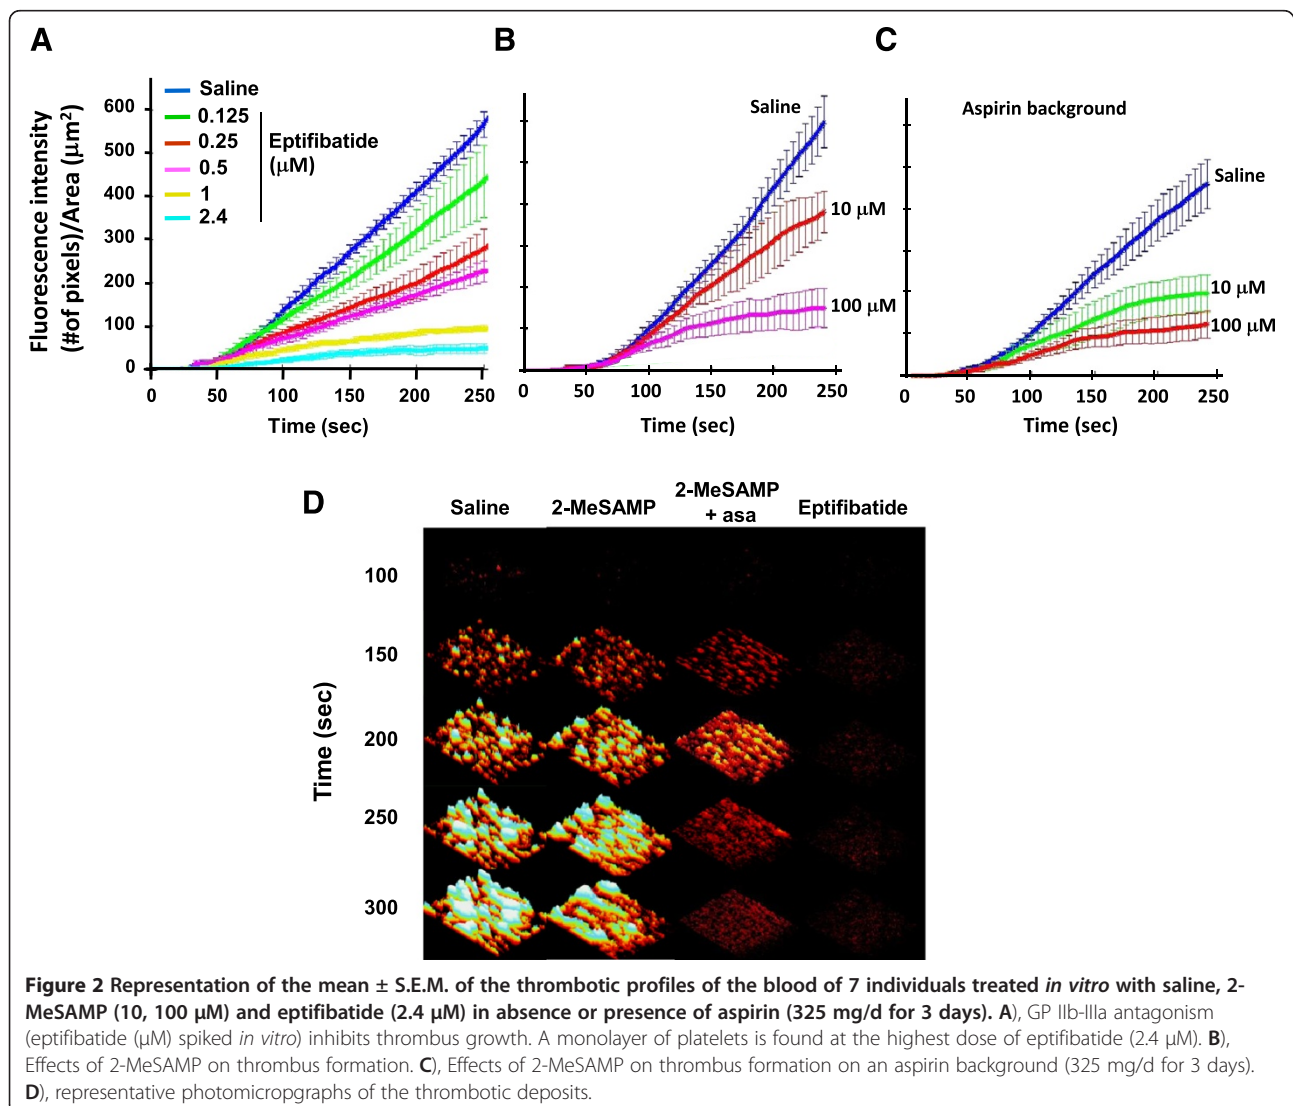 A
B
C
Fluorescence intensity
(#of pixels)/Area (μm2)
600
500
400
300
200
100
0
Saline
0.125
0.25
0.5
1
2.4
Eptifibatide
(μM)
0 50 100 150 200 250
Time (sec)
Saline
10 μM
100 μM
0 50 100 150 200 250
Time (sec)
Aspirin background
Saline
10 μM
100 μM
0 50 100 150 200 250
Time (sec)
D
Saline
2-MeSAMP
2-MeSAMP
+ asa
Eptifibatide
Time (sec)
100
150
200
250
300
Figure 2 Representation of the mean ± S.E.M. of the thrombotic profiles of the blood of 7 individuals treated in vitro with saline, 2-
MeSAMP (10, 100 μM) and eptifibatide (2.4 μM) in absence or presence of aspirin (325 mg/d for 3 days). A), GP IIb-IIIa antagonism
(eptifibatide (μM) spiked in vitro) inhibits thrombus growth. A monolayer of platelets is found at the highest dose of eptifibatide (2.4 μM). B),
Effects of 2-MeSAMP on thrombus formation. C), Effects of 2-MeSAMP on thrombus formation on an aspirin background (325 mg/d for 3 days).
D), representative photomicropgraphs of the thrombotic deposits.